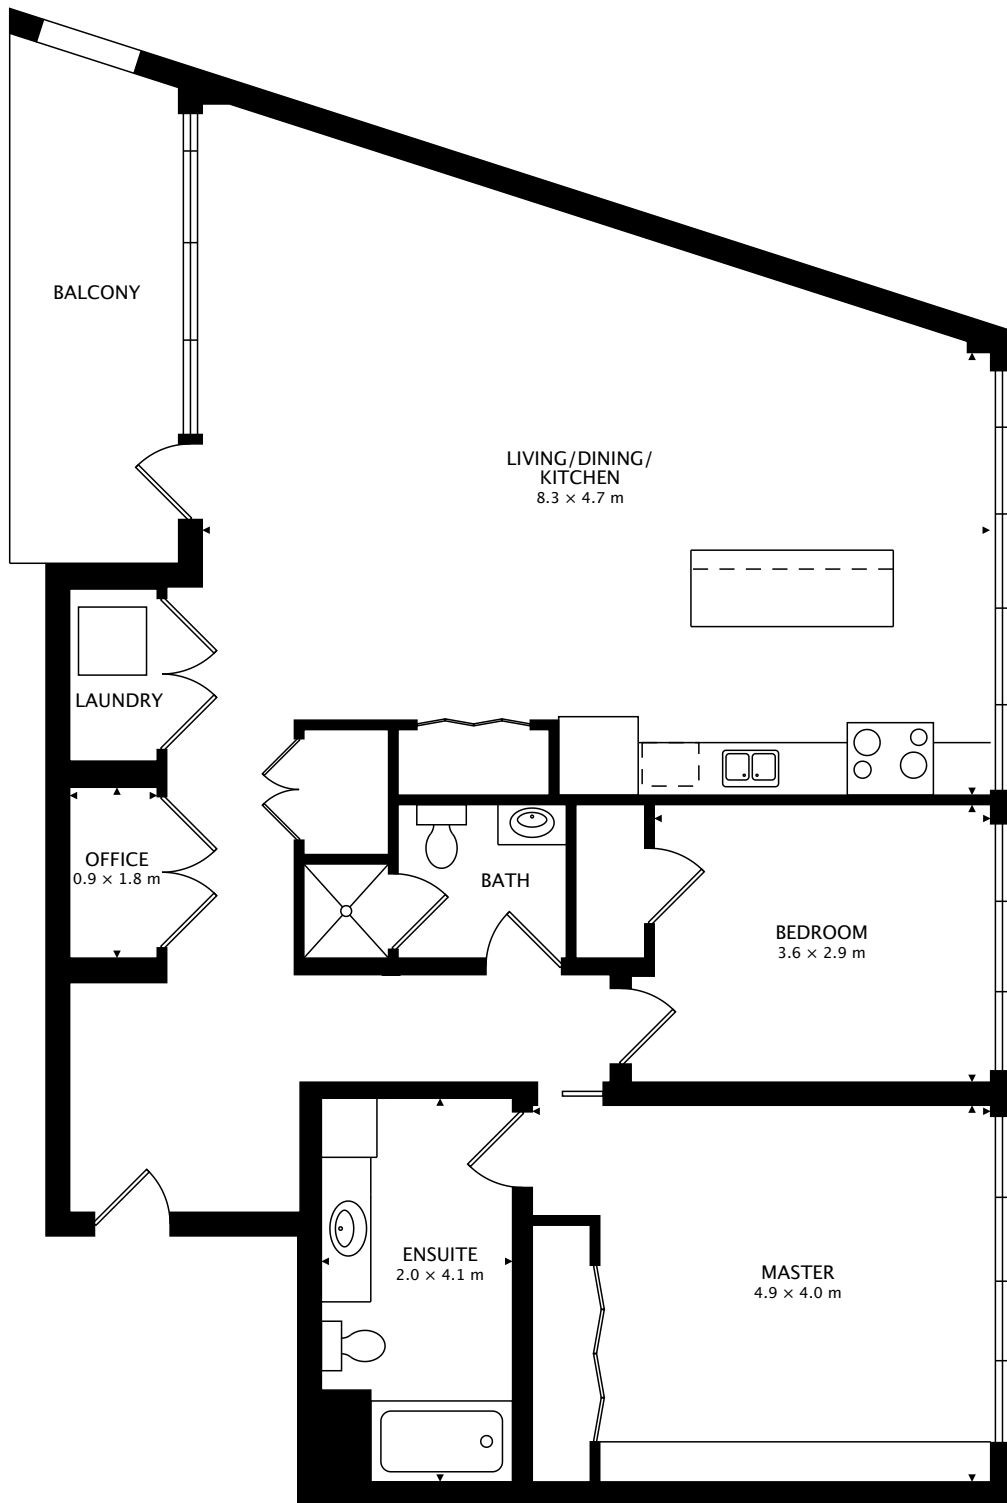 BALCONY
LIVING/DINING/
KITCHEN
8.3 × 4.7 m
LAUNDRY
OFFICE
0.9 × 1.8 m
BATH
BEDROOM
3.6 × 2.9 m
ENSUITE
2.0 × 4.1 m
MASTER
4.9 × 4.0 m